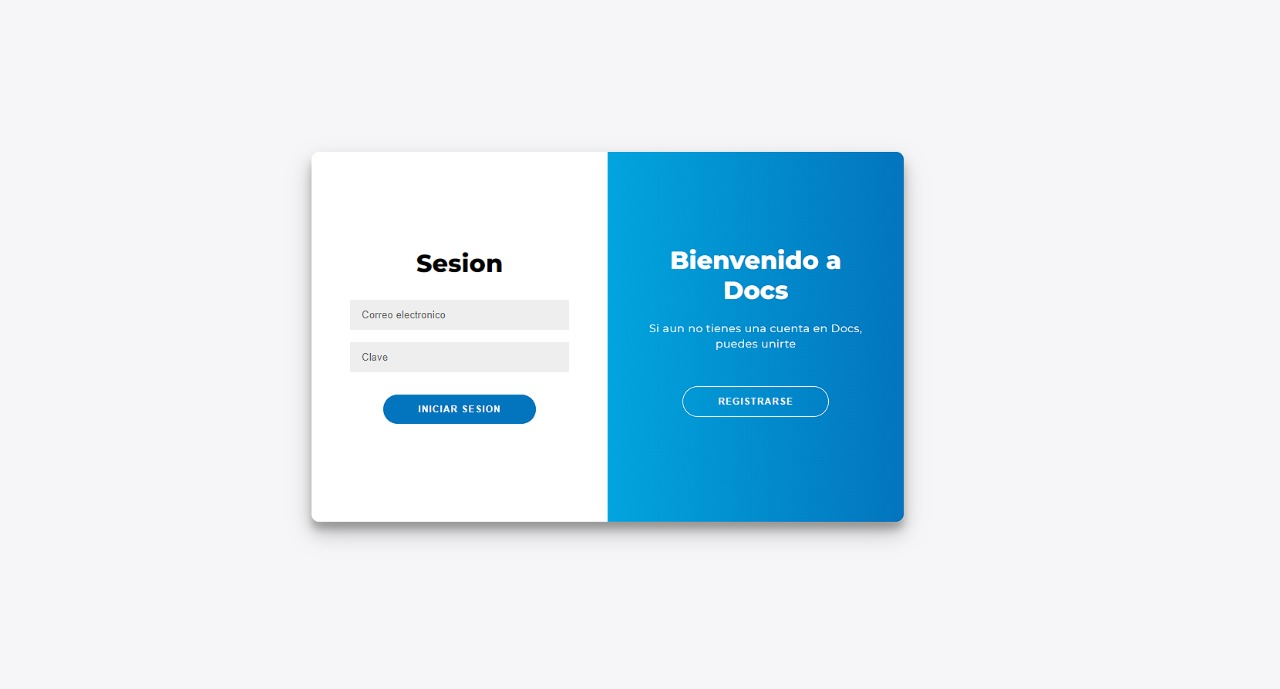 Sesion
Correo electronico
Clave
INICIAR SESION
Bienvenido a
Docs
Si aun no tienes una cuenta en Docs,
puedes unirte
REGISTRARSE